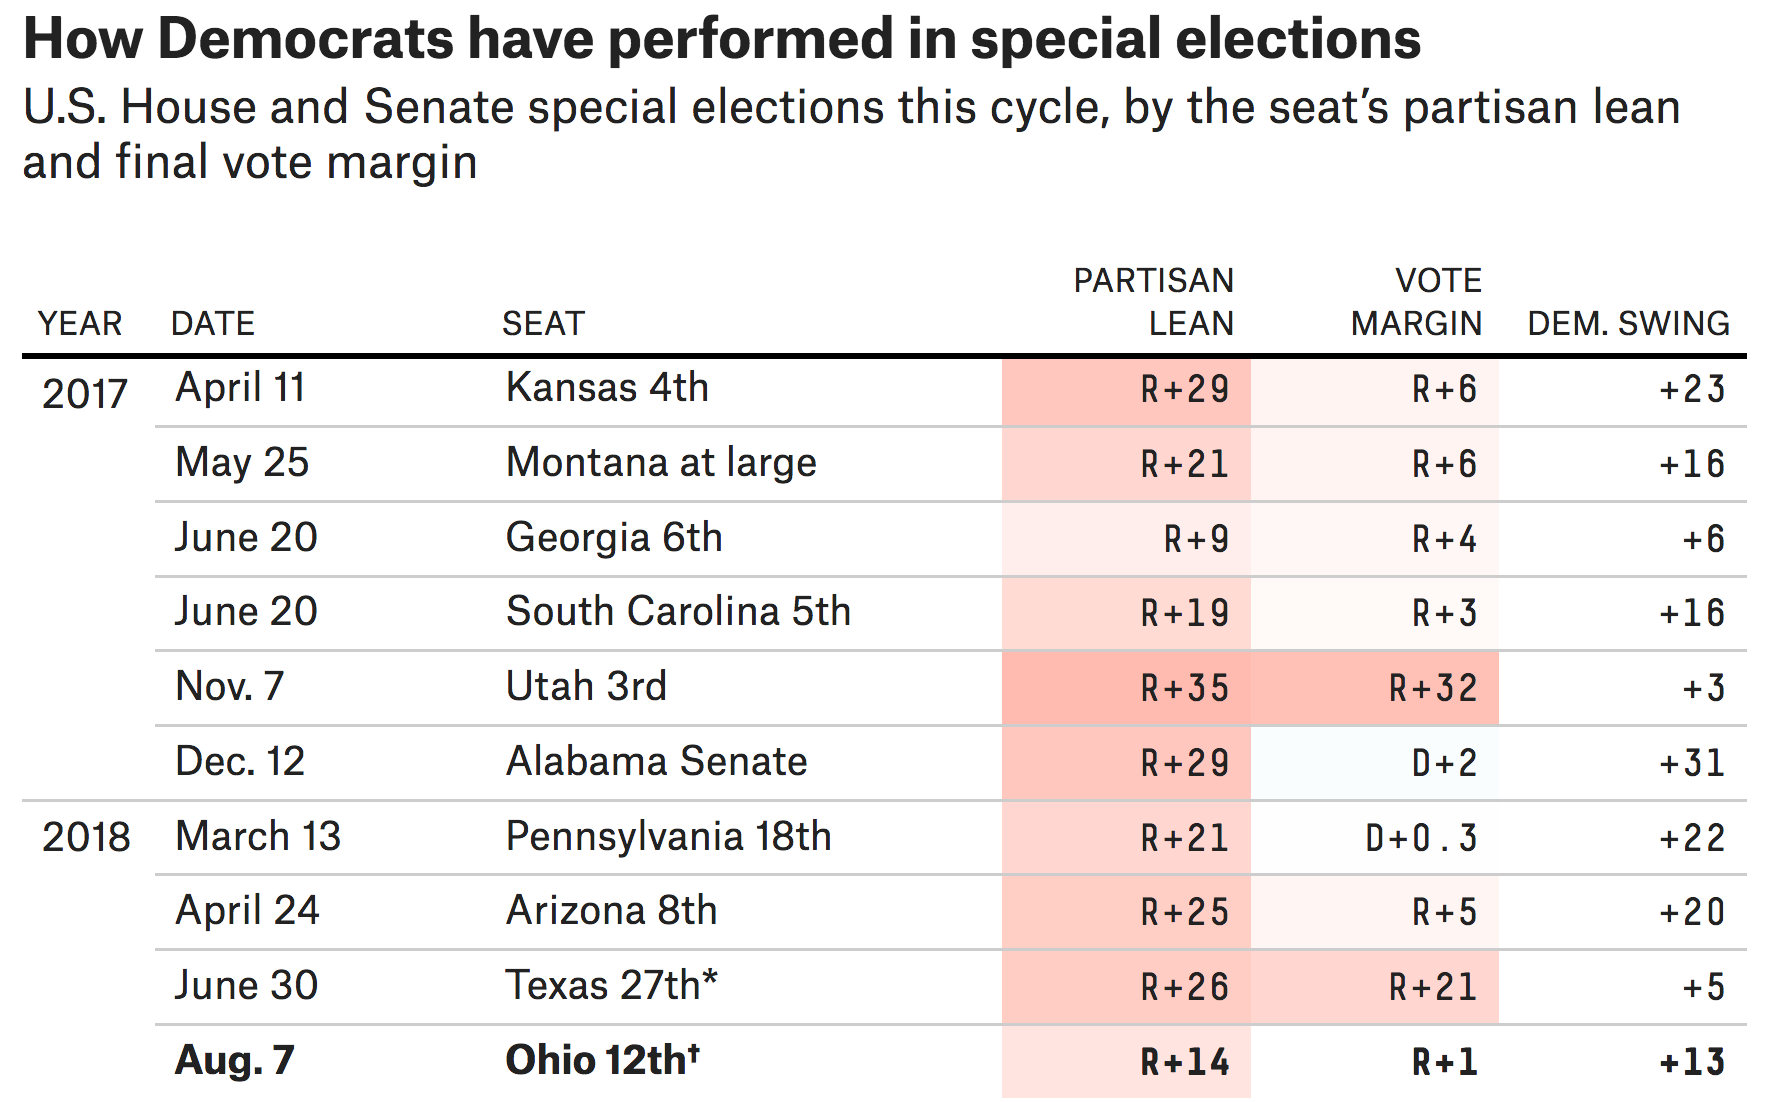 How Democrats have performed in special elections
U.S. House and Senate special elections this cycle, by the seat’s partisan lean
and final vote margin
PARTISAN VOTE
YEAR DATE SEAT LEAN MARGIN DEM. SWING
2017 April 11 Kansas 4th R+29 R+6 +23
May 25 Montana at large R+21 R+6 +16
June 20 Georgia 6th R+9 R+4 +6
June 20 South Carolina 5th R+19 R+3 +16
Nov. 7 Utah 3rd R+35 R+32 +3
Dec. 12 Alabama Senate R+29 D+2 +31
2018 March 13 Pennsylvania 18th R+21 D+0.3 +22
April 24 Arizona 8th R+25 R+5 +20
June 30 Texas 27th* R+26 R+21 +5
Aug. 7 Ohio 12th† R+14 R+1 +13